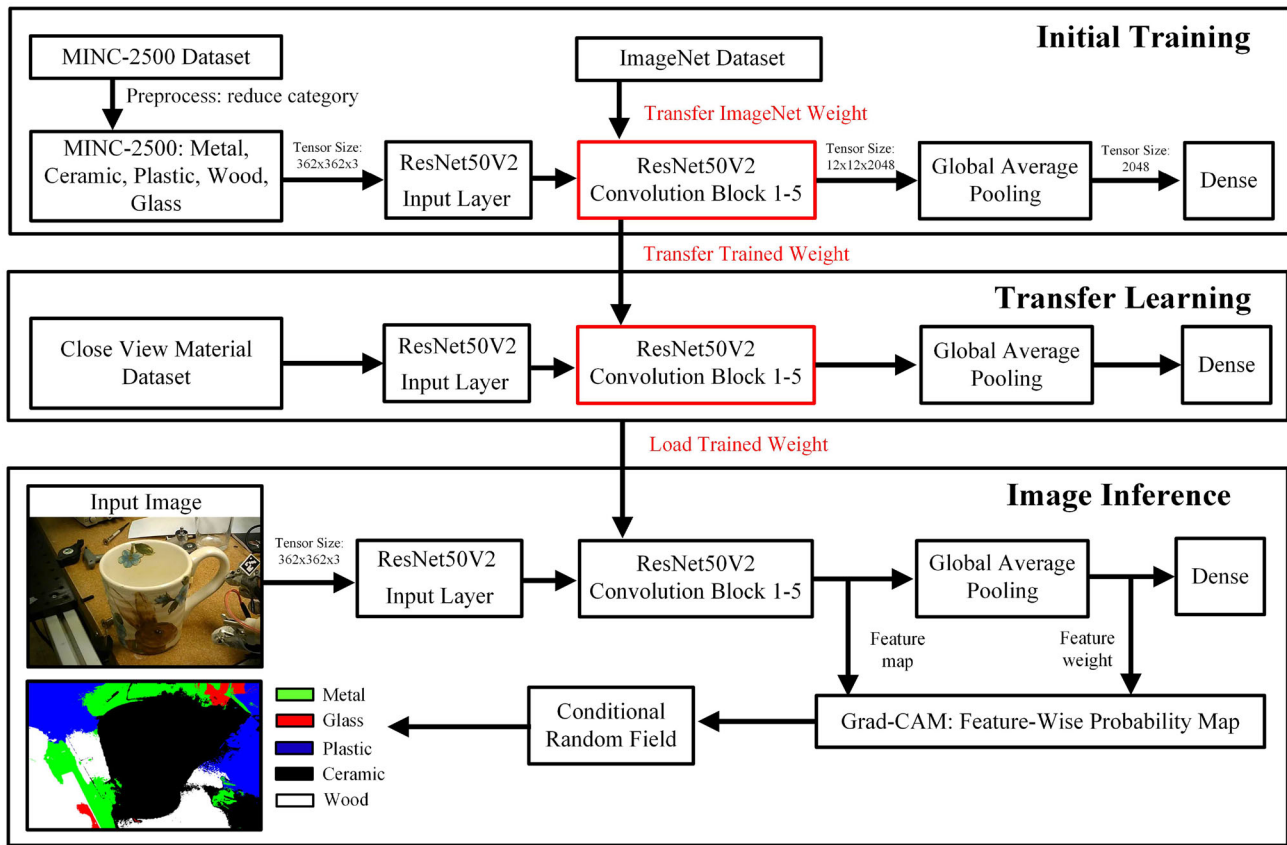 Initial Training
MINC-2500 Dataset
ImageNet Dataset
Preprocess: reduce category
Transfer ImageNet Weight
MINC-2500: Metal,
Ceramic, Plastic, Wood,
Glass
Tensor Size:
362x362x3
ResNet50V2
Input Layer
ResNet50V2
Convolution Block 1-5
Tensor Size:
12x12x2048
Global Average
Pooling
Tensor Size:
2048
Dense
Transfer Trained Weight
Transfer Learning
Close View Material
Dataset
ResNet50V2
Input Layer
ResNet50V2
Convolution Block 1-5
Global Average
Pooling
Dense
Load Trained Weight
Image Inference
Input Image
Tensor Size:
362x362x3
ResNet50V2
Input Layer
ResNet50V2
Convolution Block 1-5
Global Average
Pooling
Dense
Feature
map
Feature
weight
Metal
Glass
Plastic
Ceramic
Wood
Conditional
Random Field
Grad-CAM: Feature-Wise Probability Map